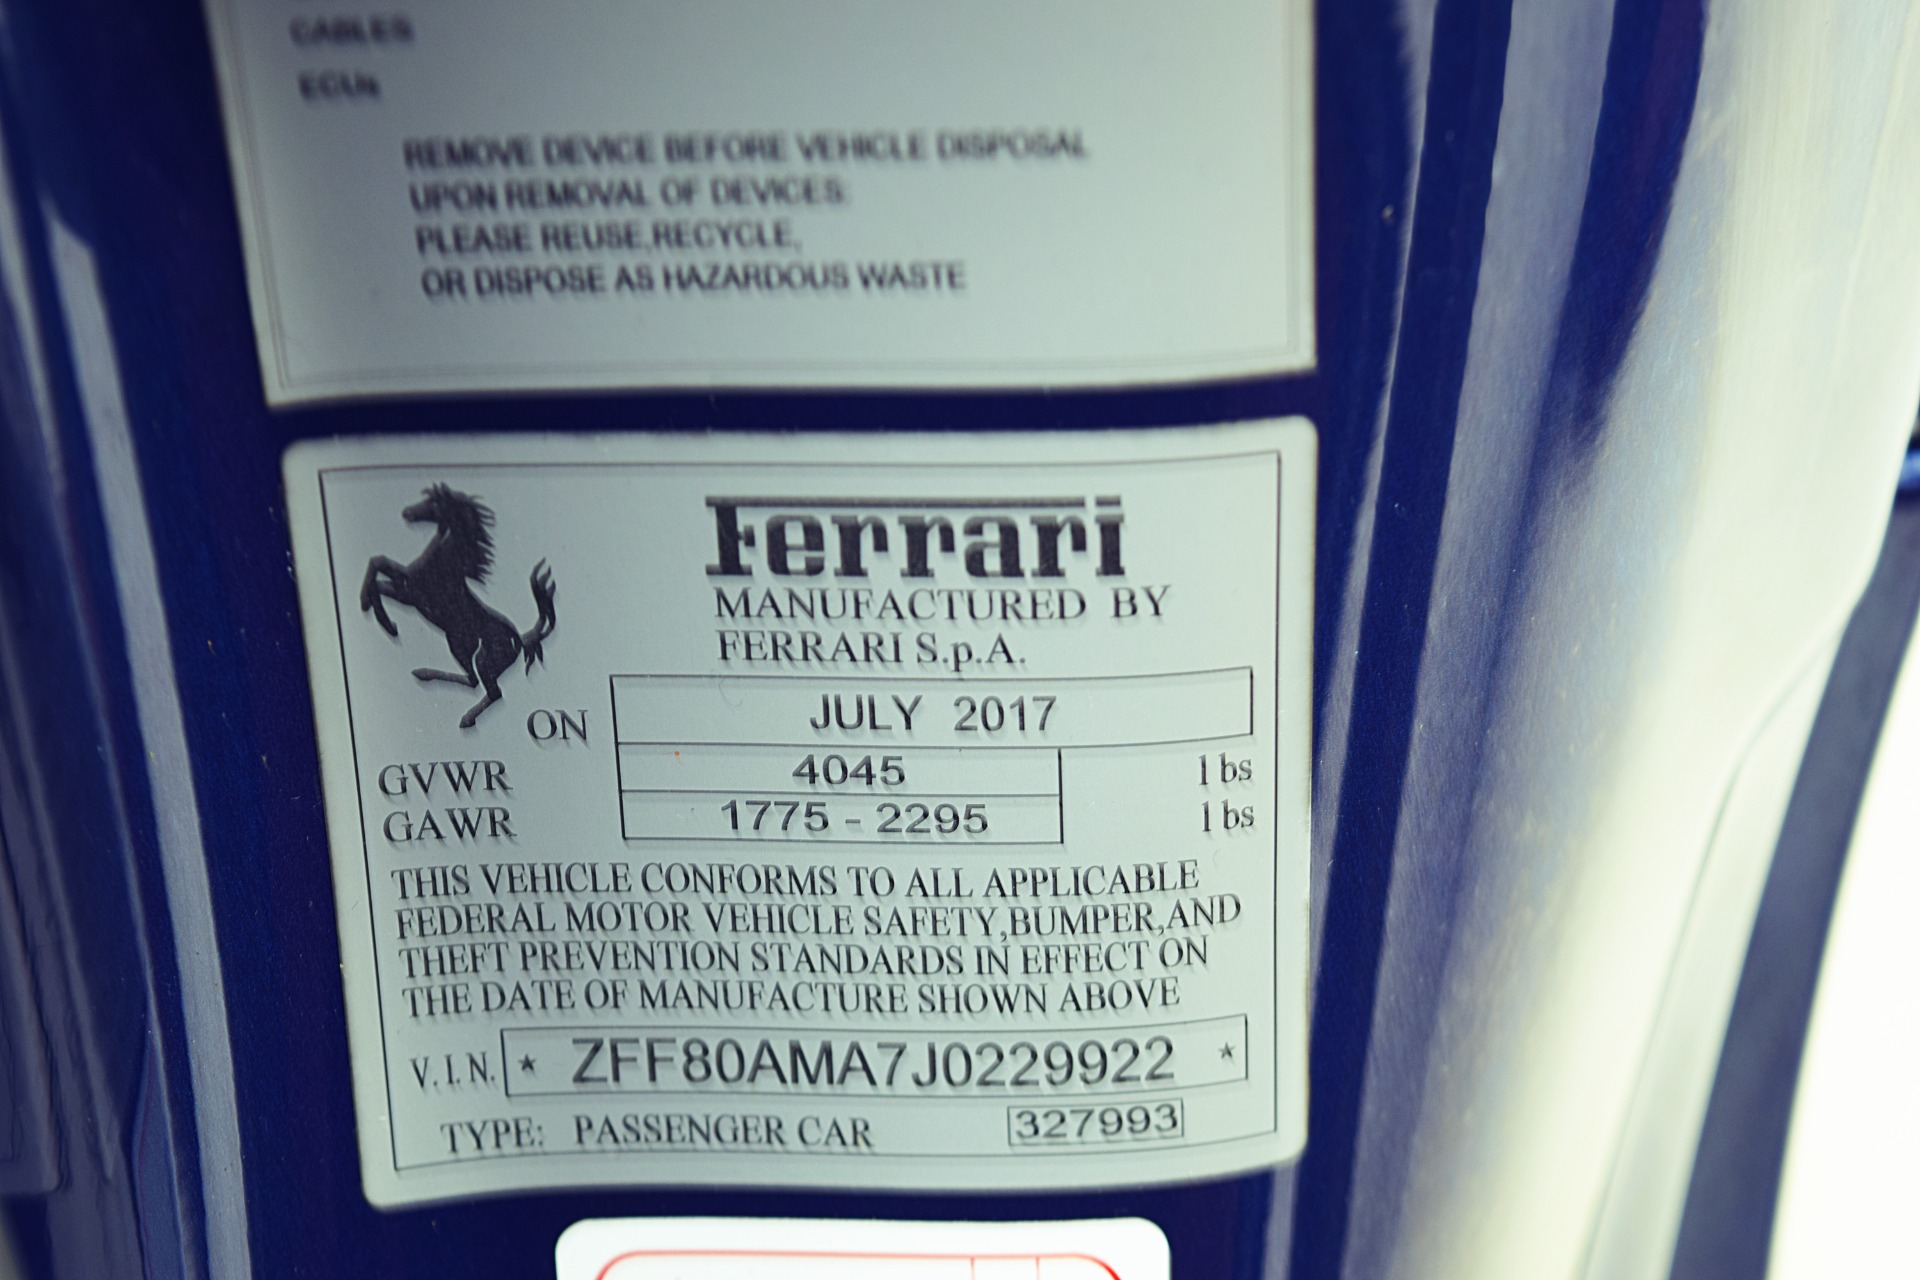 CABLES
ECUs
REMOVE DEVICE BEFORE VEHICLE DISPOSAL
UPON REMOVAL OF DEVICES:
PLEASE REUSE,RECYCLE,
OR DISPOSE AS HAZARDOUS WASTE
Ferrari
MANUFACTURED BY
FERRARI S.p.A.
ON JULY 2017
GVWR 4045 lbs
GAWR 1775 - 2295 lbs
THIS VEHICLE CONFORMS TO ALL APPLICABLE
FEDERAL MOTOR VEHICLE SAFETY,BUMPER,AND
THEFT PREVENTION STANDARDS IN EFFECT ON
THE DATE OF MANUFACTURE SHOWN ABOVE
V.I.N. * ZFF80AMA7J0229922 *
TYPE: PASSENGER CAR 327993